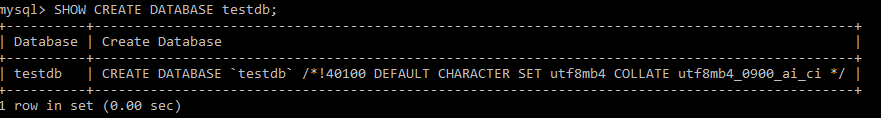 mysql> SHOW CREATE DATABASE testdb;
+----------+------------------------------------------------------------------------------------------------+
| Database | Create Database                                                                                |
+----------+------------------------------------------------------------------------------------------------+
| testdb   | CREATE DATABASE `testdb` /*!40100 DEFAULT CHARACTER SET utf8mb4 COLLATE utf8mb4_0900_ai_ci */ |
+----------+------------------------------------------------------------------------------------------------+
1 row in set (0.00 sec)